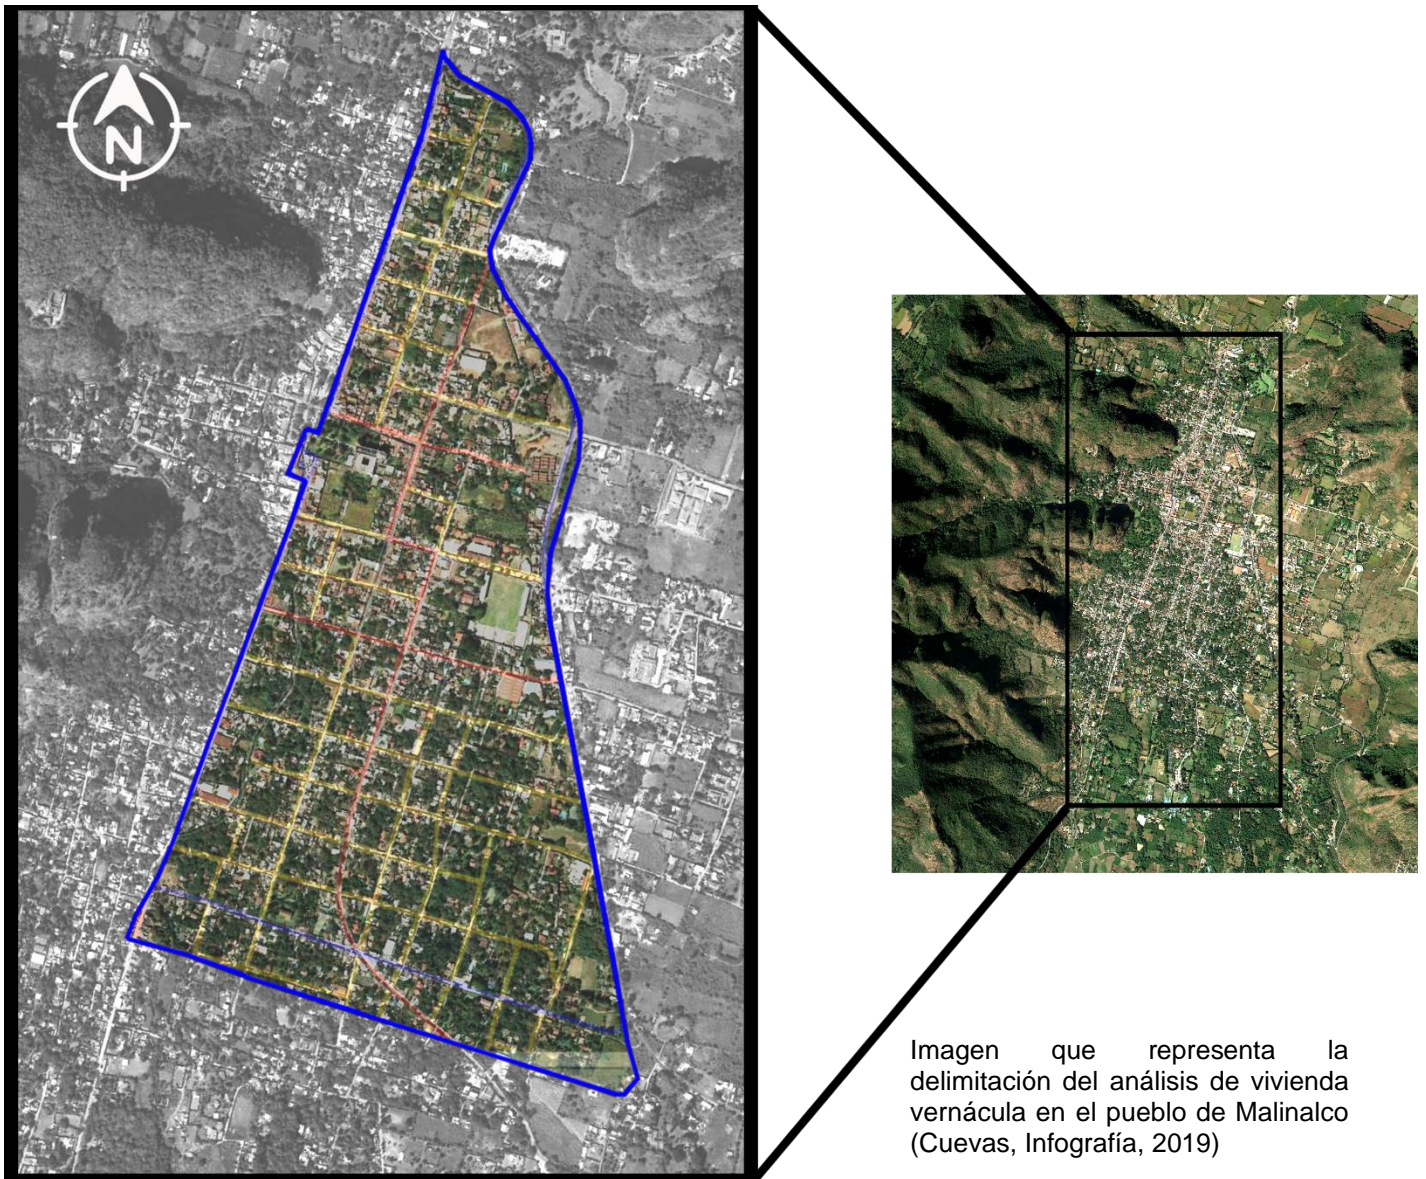 N
Imagen que representa la
delimitación del análisis de vivienda
vernácula en el pueblo de Malinalco
(Cuevas, Infografía, 2019)